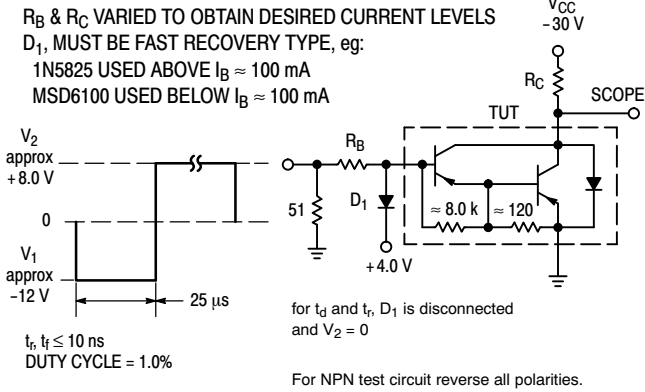 R_B & R_C VARIED TO OBTAIN DESIRED CURRENT LEVELS
D_1, MUST BE FAST RECOVERY TYPE, eg:
1N5825 USED ABOVE I_B ≈ 100 mA
MSD6100 USED BELOW I_B ≈ 100 mA
V_CC
-30 V
R_C
SCOPE
TUT
V_2
approx
+8.0 V
0
V_1
approx
-12 V
25 μs
t_r, t_f ≤ 10 ns
DUTY CYCLE = 1.0%
R_B
51
D_1
+4.0 V
≈ 8.0 k
≈ 120
for t_d and t_r, D_1 is disconnected
and V_2 = 0
For NPN test circuit reverse all polarities.